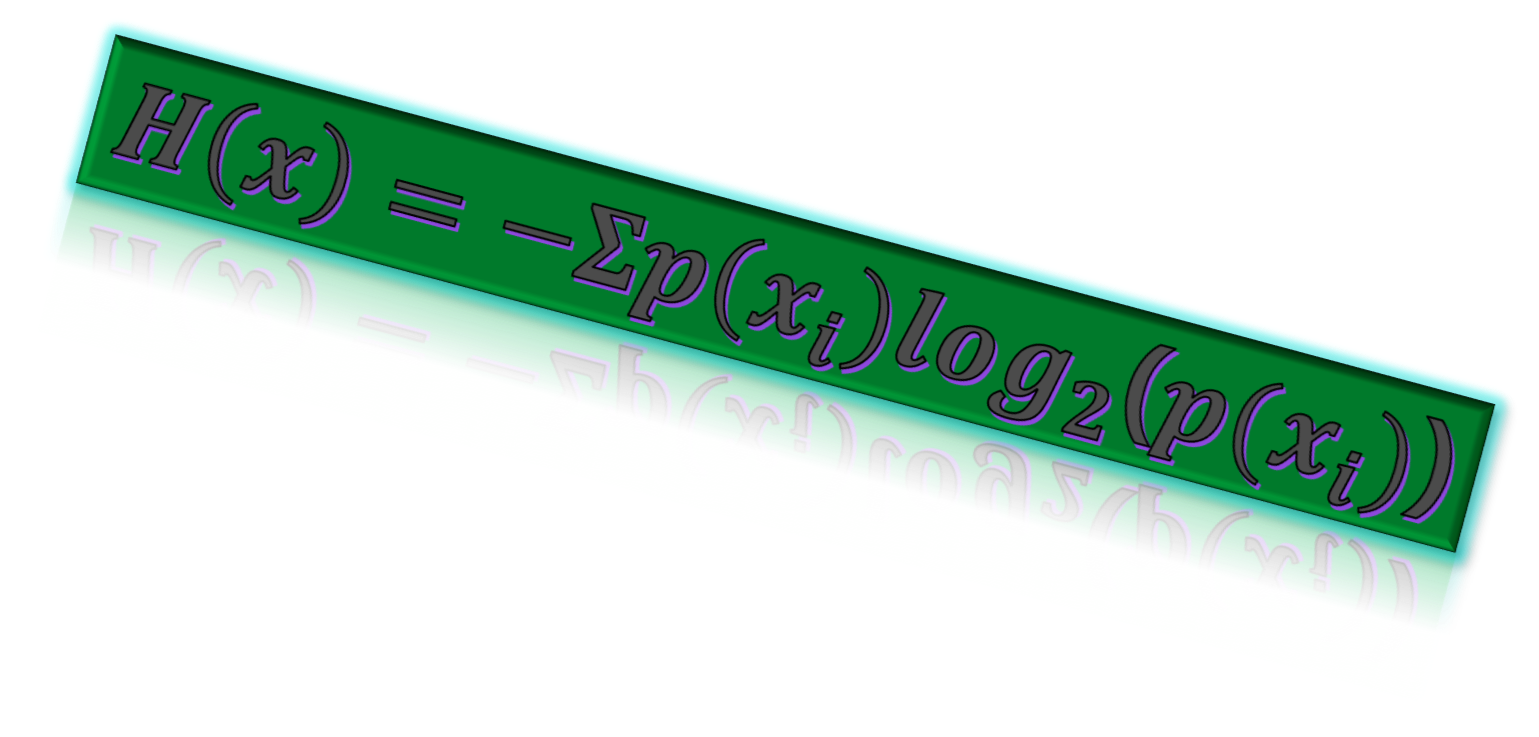 H(x) = −Σp(xᵢ)log₂(p(xᵢ))